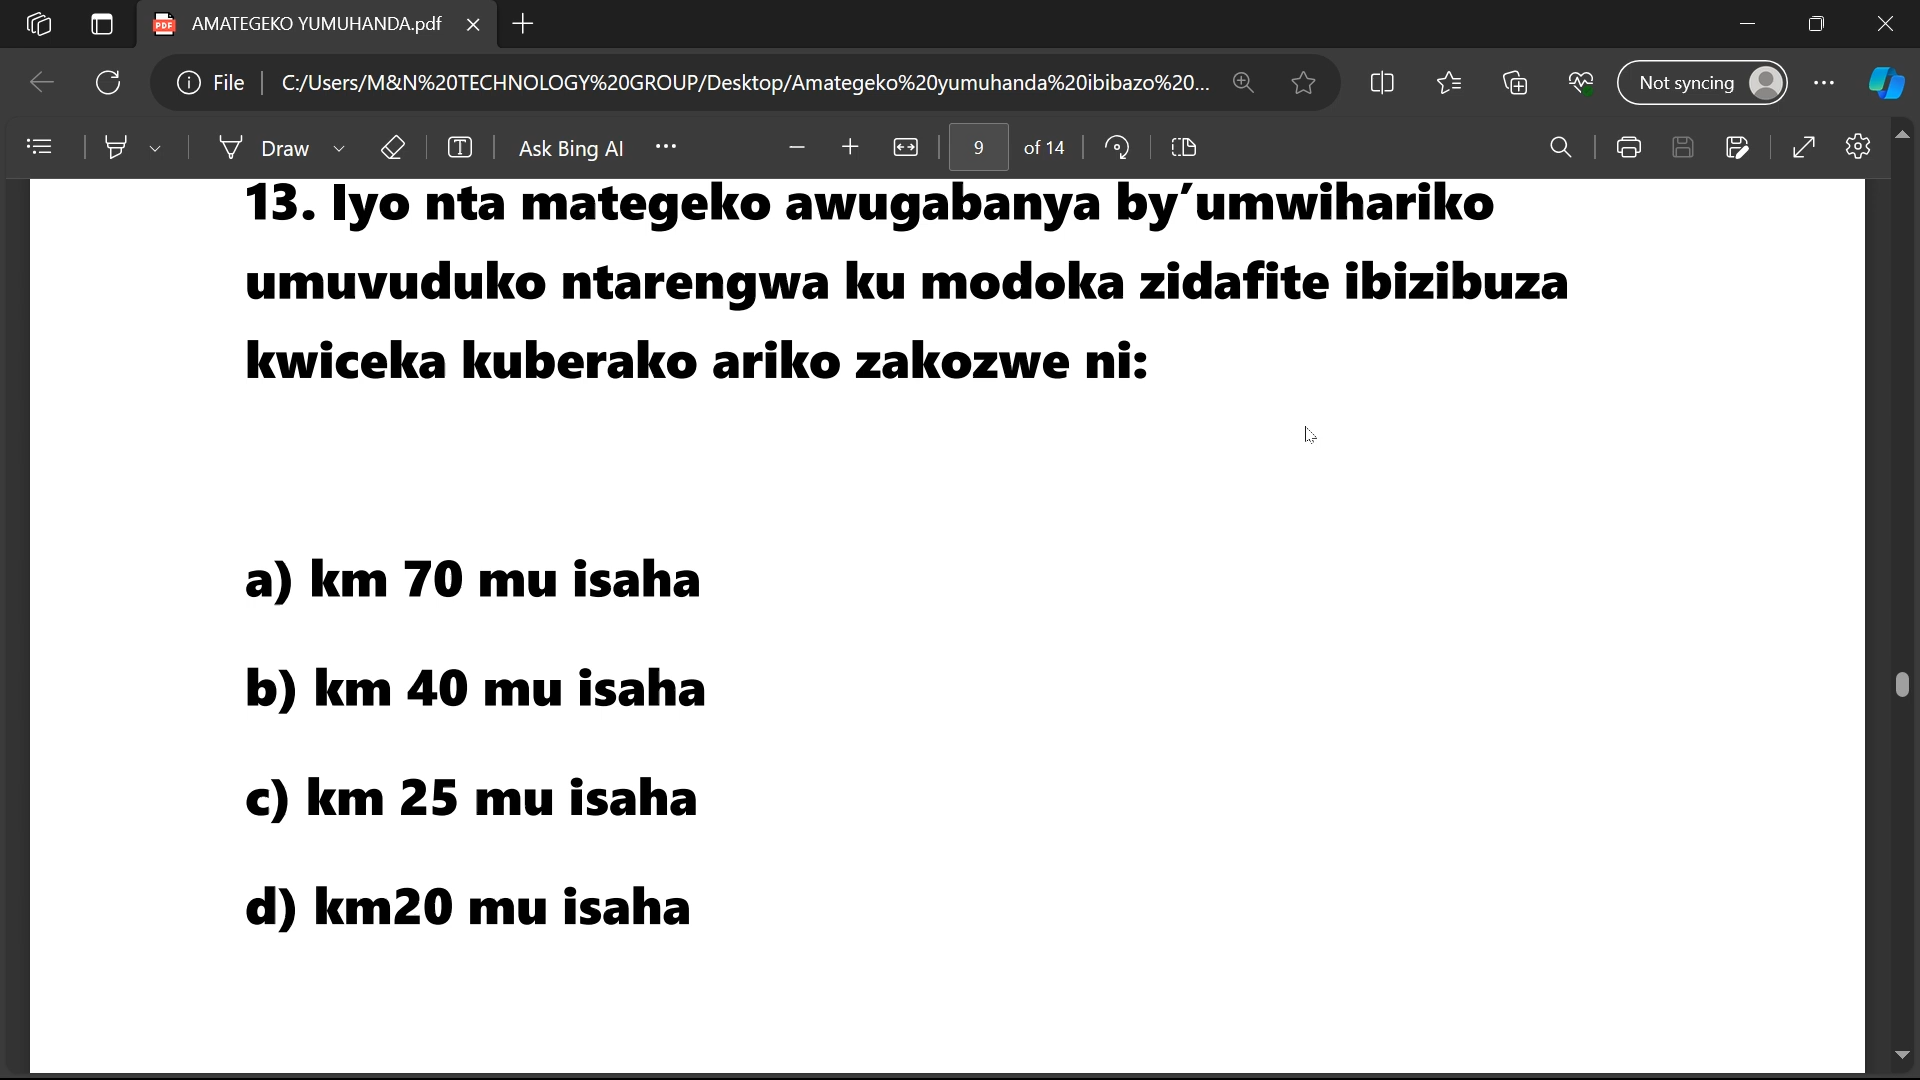 AMATEGEKO YUMUHANDA.pdf
File
C:/Users/M&N%20TECHNOLOGY%20GROUP/Desktop/Amategeko%20yumuhanda%20ibibazo%20...
Not syncing
Draw
Ask Bing AI
9 of 14
13. Iyo nta mategeko awugabanya by’umwihariko
umuvuduko ntarengwa ku modoka zidafite ibizibuza
kwiceka kuberako ariko zakozwe ni:
a) km 70 mu isaha
b) km 40 mu isaha
c) km 25 mu isaha
d) km20 mu isaha